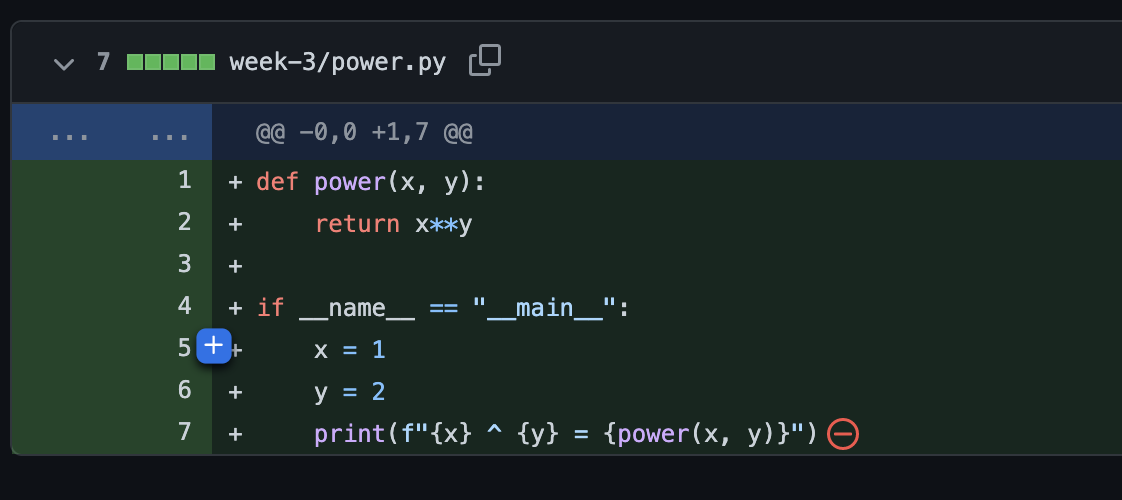 7 week-3/power.py
... ... @@ -0,0 +1,7 @@
1 + def power(x, y):
2 +     return x**y
3 +
4 + if __name__ == "__main__":
5 +     x = 1
6 +     y = 2
7 +     print(f"{x} ^ {y} = {power(x, y)}")